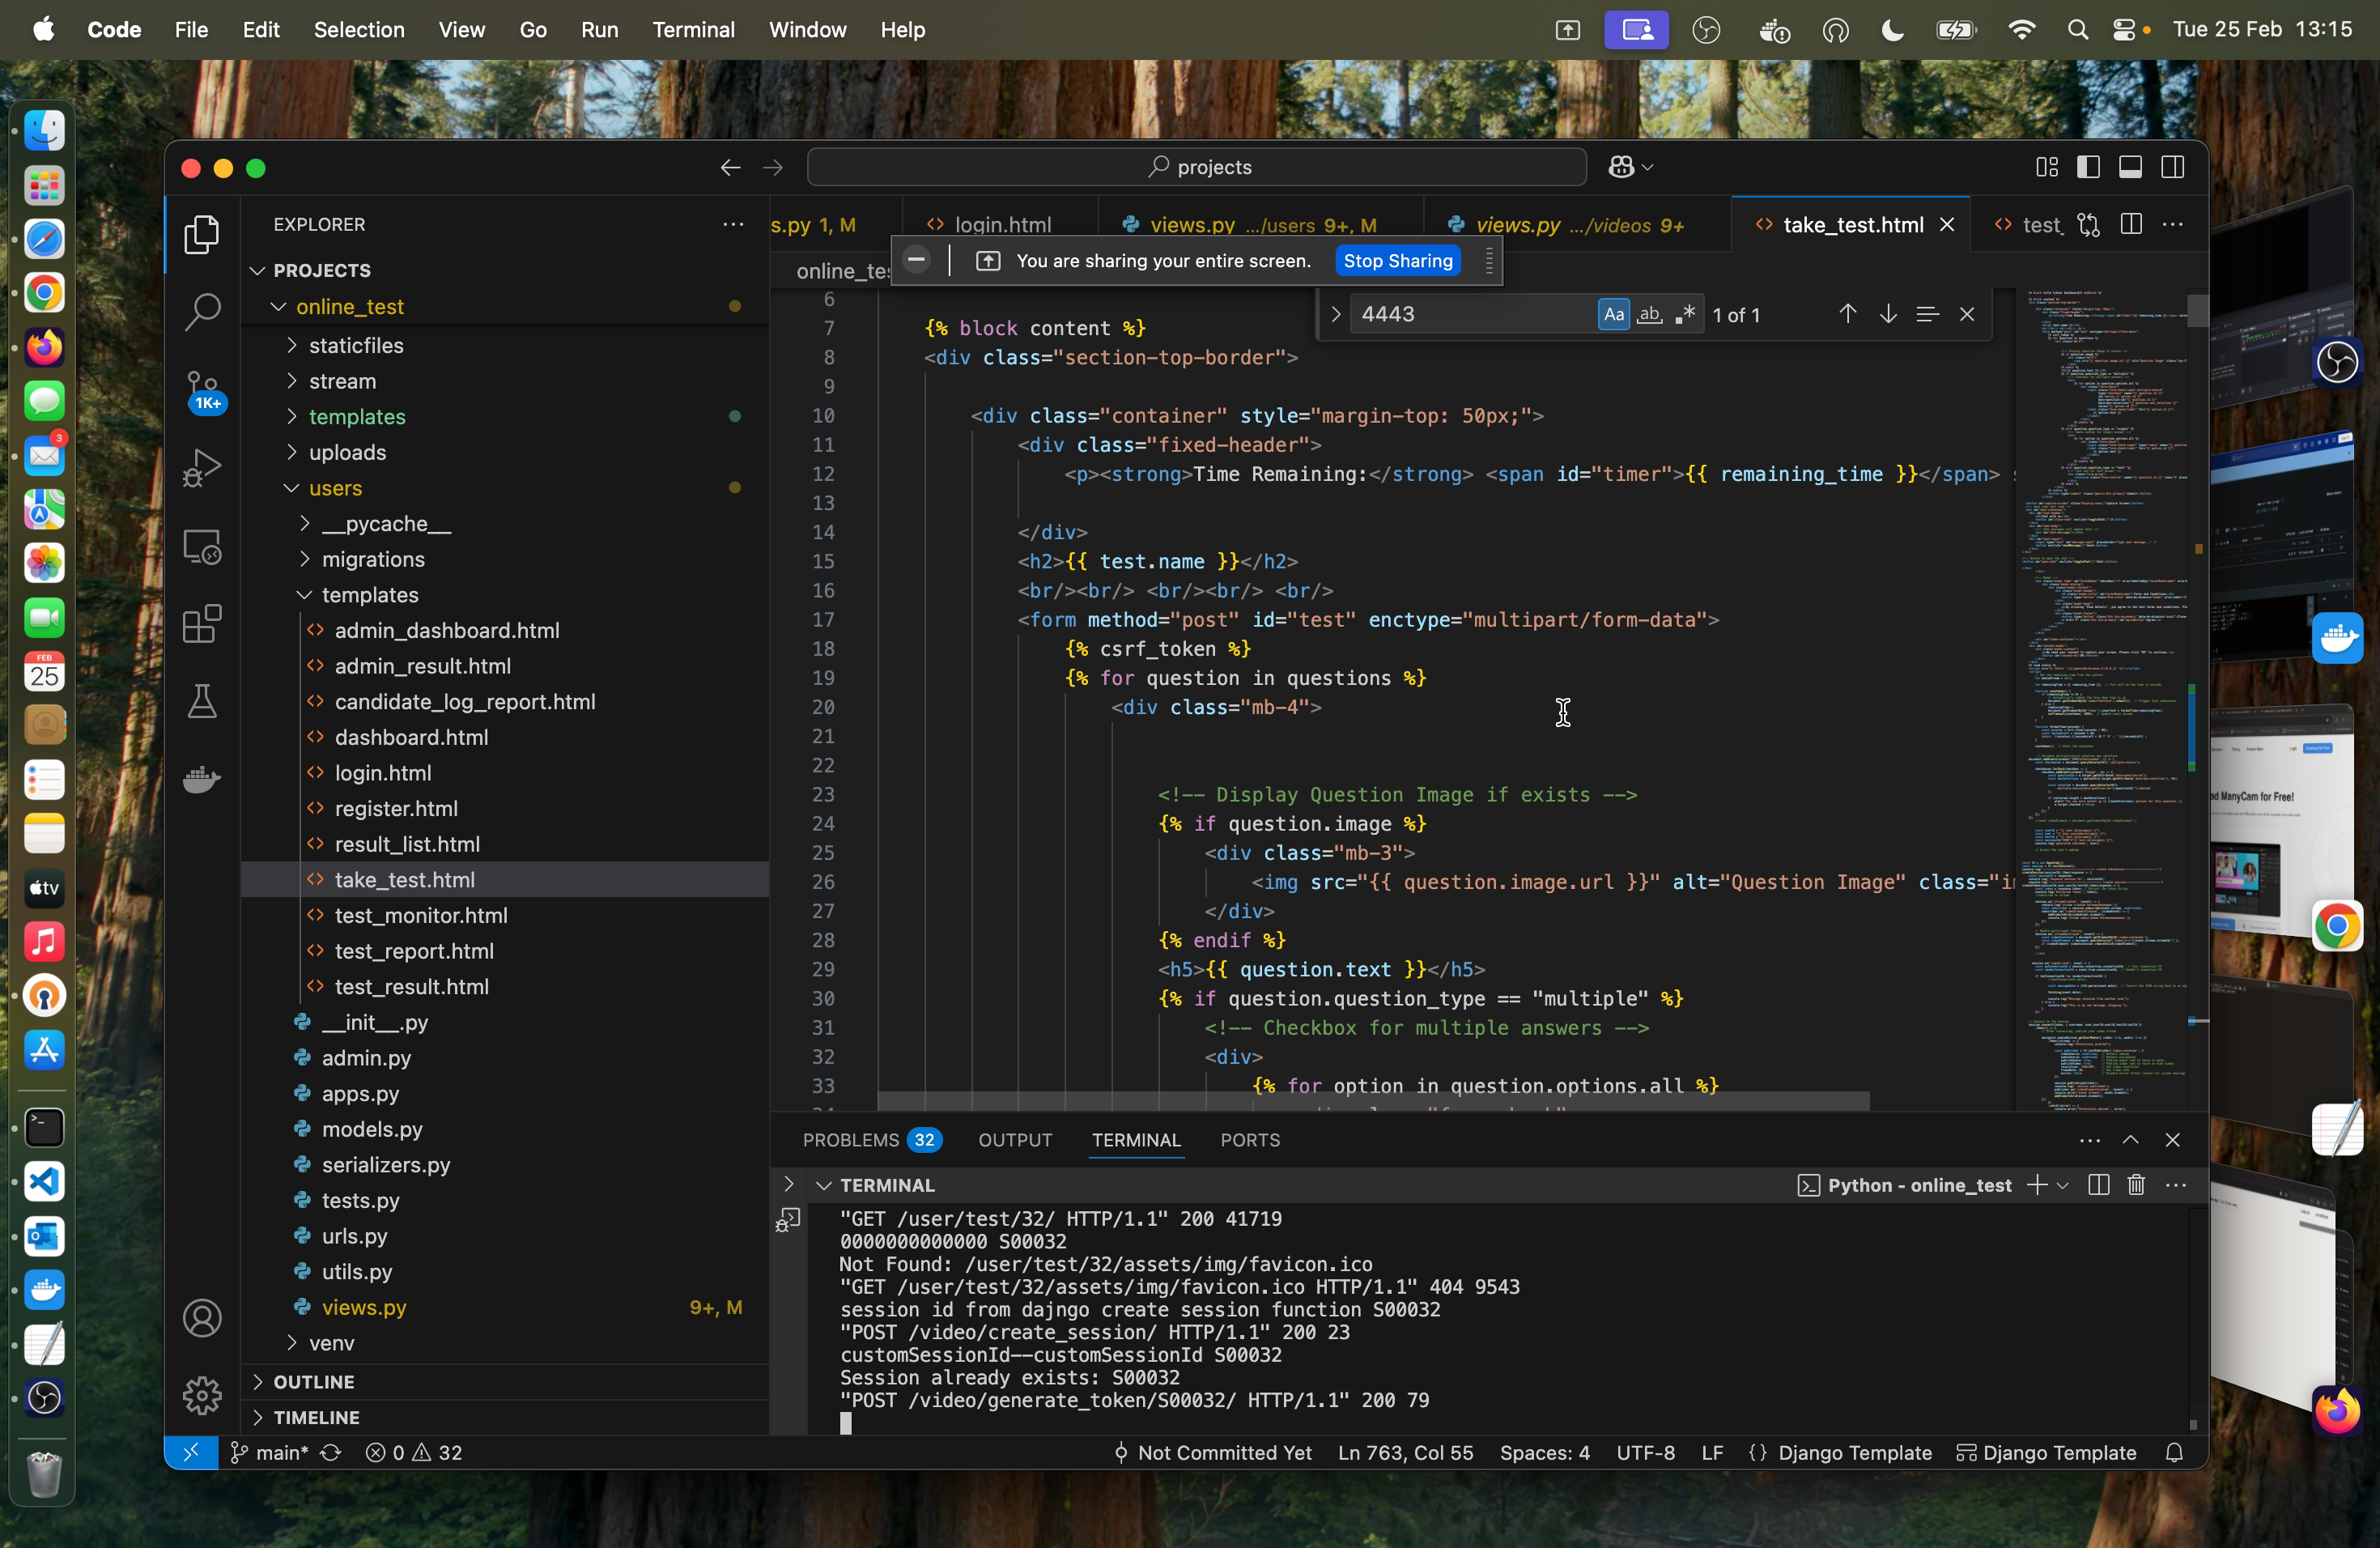 Code File Edit Selection View Go Run Terminal Window Help
Tue 25 Feb 13:15
projects
EXPLORER
PROJECTS
online_test
staticfiles
stream
templates
uploads
users
__pycache__
migrations
templates
admin_dashboard.html
admin_result.html
candidate_log_report.html
dashboard.html
login.html
register.html
result_list.html
take_test.html
test_monitor.html
test_report.html
test_result.html
__init__.py
admin.py
apps.py
models.py
serializers.py
tests.py
urls.py
utils.py
views.py 9+, M
venv
OUTLINE
TIMELINE
1K+
3
FEB
25
tv
s.py 1, M
login.html
views.py .../users 9+, M
views.py .../videos 9+
take_test.html
test_
online_tes
You are sharing your entire screen. Stop Sharing
4443 Aa ab 1 of 1
6
7 {% block content %}
8 <div class="section-top-border">
9
10 <div class="container" style="margin-top: 50px;">
11 <div class="fixed-header">
12 <p><strong>Time Remaining:</strong> <span id="timer">{{ remaining_time }}</span>
13
14 </div>
15 <h2>{{ test.name }}</h2>
16 <br/><br/> <br/><br/> <br/>
17 <form method="post" id="test" enctype="multipart/form-data">
18 {% csrf_token %}
19 {% for question in questions %}
20 <div class="mb-4">
21
22
23 <!-- Display Question Image if exists -->
24 {% if question.image %}
25 <div class="mb-3">
26 <img src="{{ question.image.url }}" alt="Question Image" class="i
27 </div>
28 {% endif %}
29 <h5>{{ question.text }}</h5>
30 {% if question.question_type == "multiple" %}
31 <!-- Checkbox for multiple answers -->
32 <div>
33 {% for option in question.options.all %}
PROBLEMS 32 OUTPUT TERMINAL PORTS
TERMINAL
Python - online_test
"GET /user/test/32/ HTTP/1.1" 200 41719
0000000000000 S00032
Not Found: /user/test/32/assets/img/favicon.ico
"GET /user/test/32/assets/img/favicon.ico HTTP/1.1" 404 9543
session id from dajngo create session function S00032
"POST /video/create_session/ HTTP/1.1" 200 23
customSessionId--customSessionId S00032
Session already exists: S00032
"POST /video/generate_token/S00032/ HTTP/1.1" 200 79
main* 0 32
Not Committed Yet Ln 763, Col 55 Spaces: 4 UTF-8 LF {} Django Template Django Template
ad ManyCam for Free!